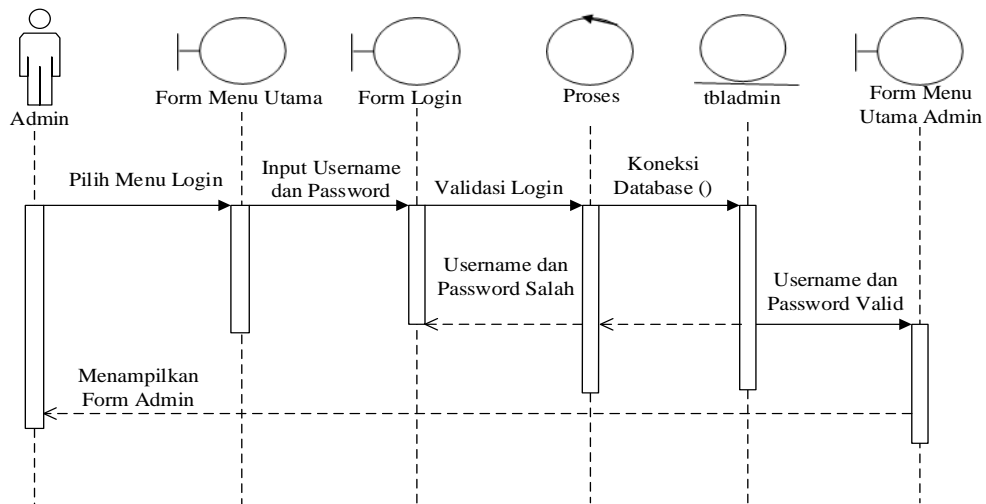 Admin
Form Menu Utama
Form Login
Proses
tbladmin
Form Menu
Utama Admin
Pilih Menu Login
Input Username
dan Password
Validasi Login
Koneksi
Database ()
Username dan
Password Salah
Username dan
Password Valid
Menampilkan
Form Admin